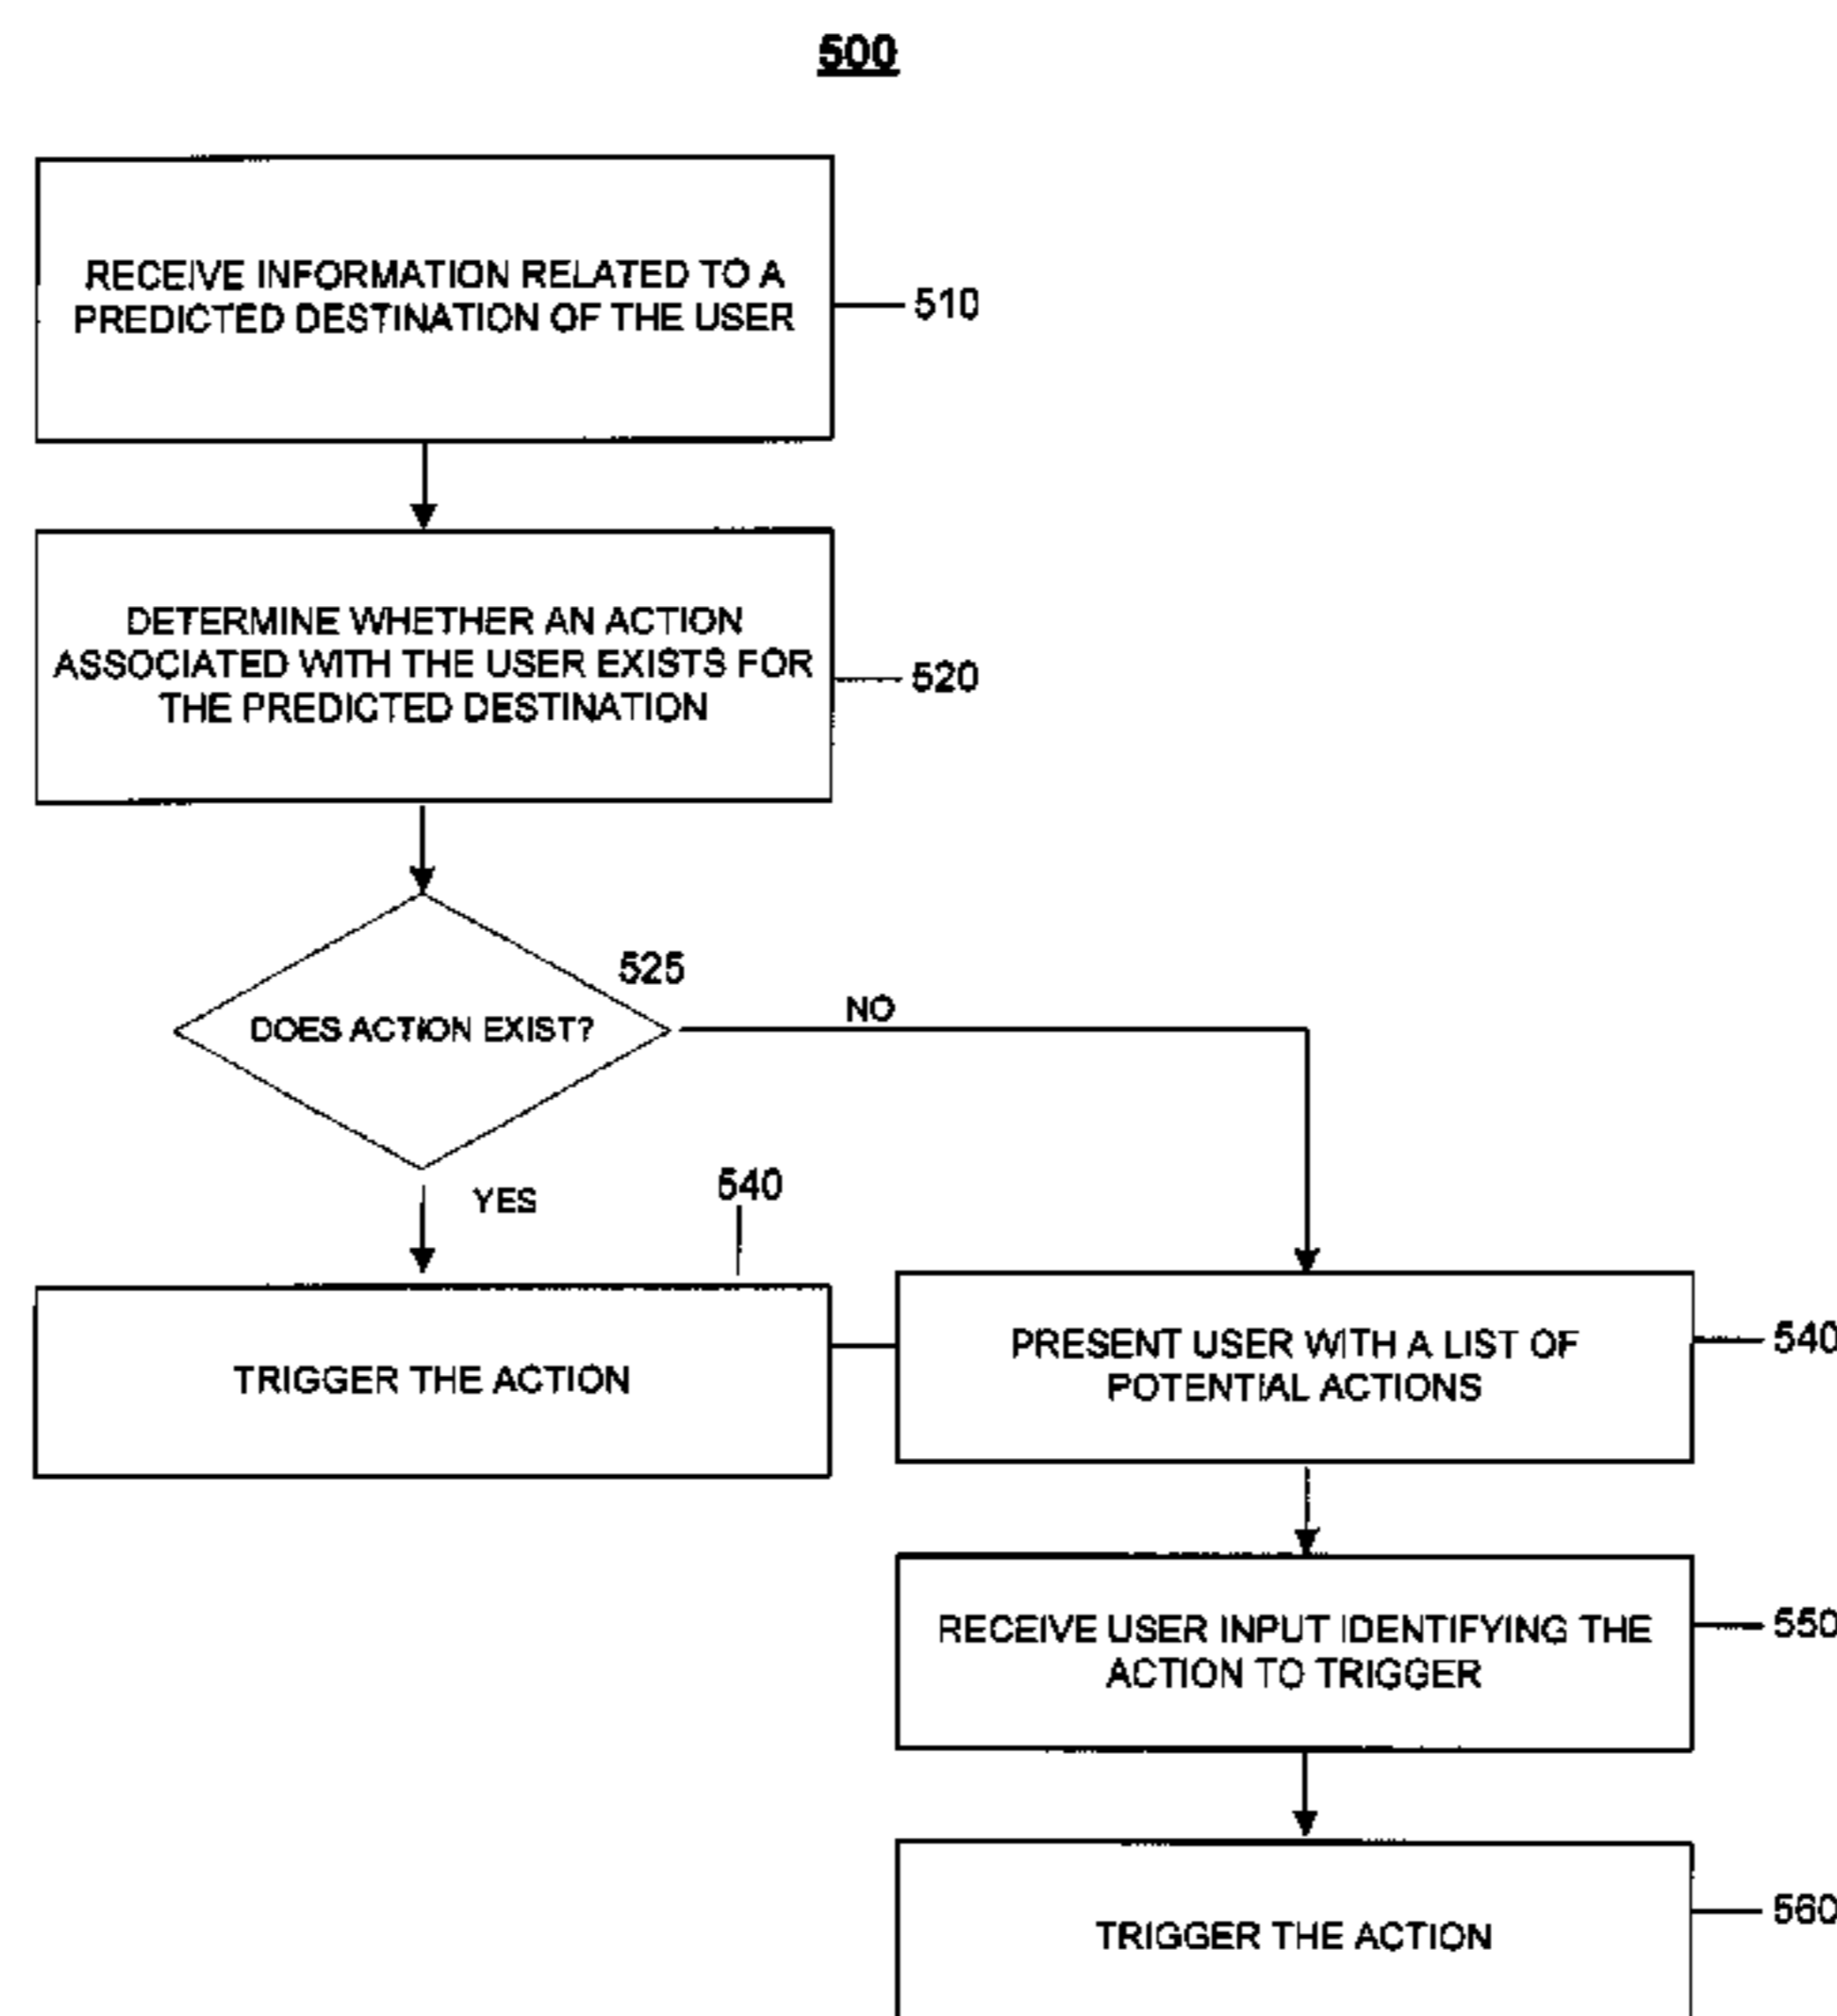 500
RECEIVE INFORMATION RELATED TO A
PREDICTED DESTINATION OF THE USER
510
DETERMINE WHETHER AN ACTION
ASSOCIATED WITH THE USER EXISTS FOR
THE PREDICTED DESTINATION
520
525
DOES ACTION EXIST?
NO
YES
540
TRIGGER THE ACTION
PRESENT USER WITH A LIST OF
POTENTIAL ACTIONS
540
RECEIVE USER INPUT IDENTIFYING THE
ACTION TO TRIGGER
550
TRIGGER THE ACTION
560